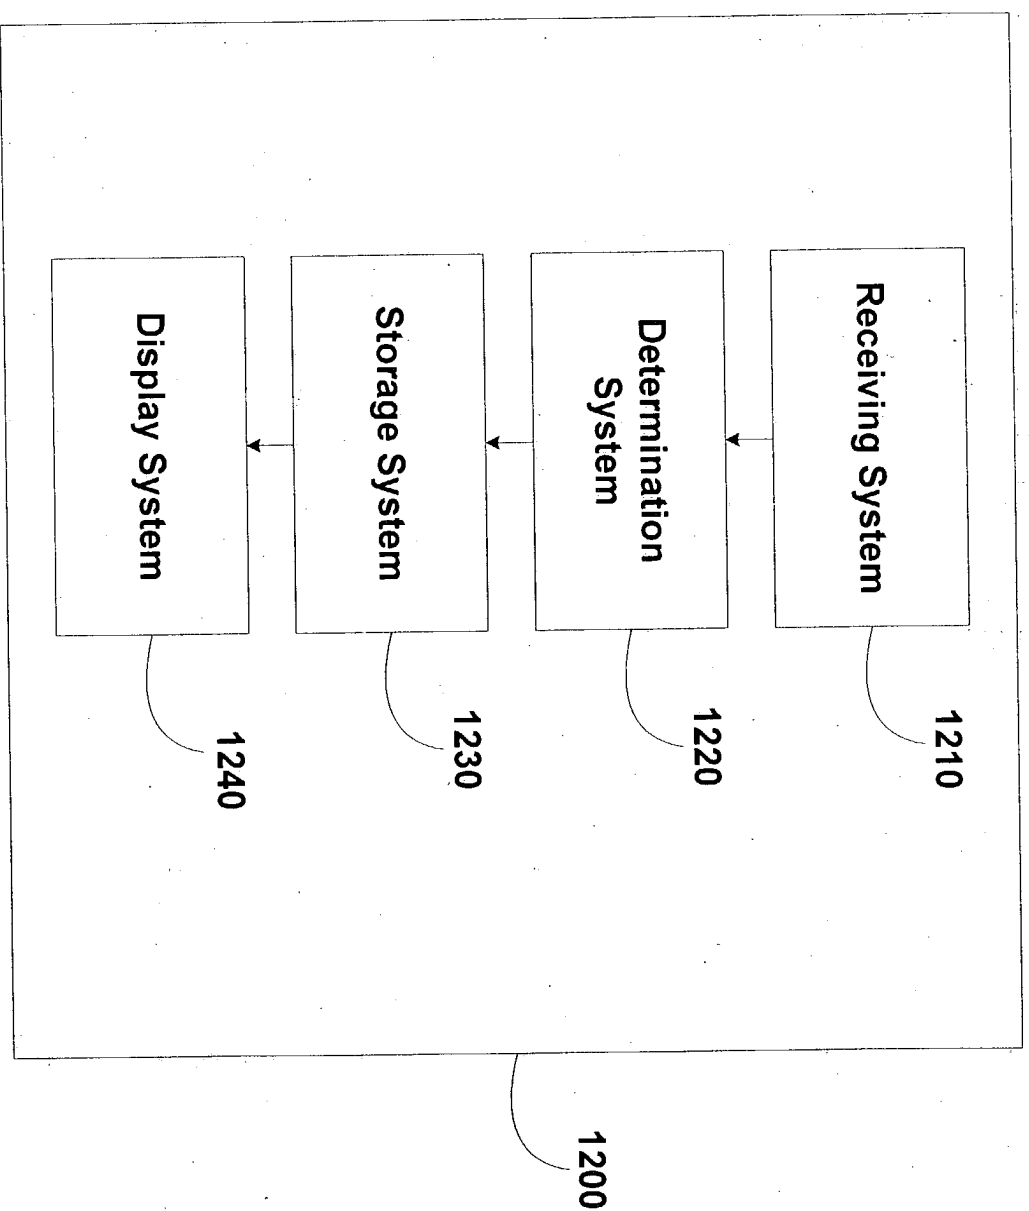 Receiving System
1210
Determination
System
1220
Storage System
1230
Display System
1240
1200